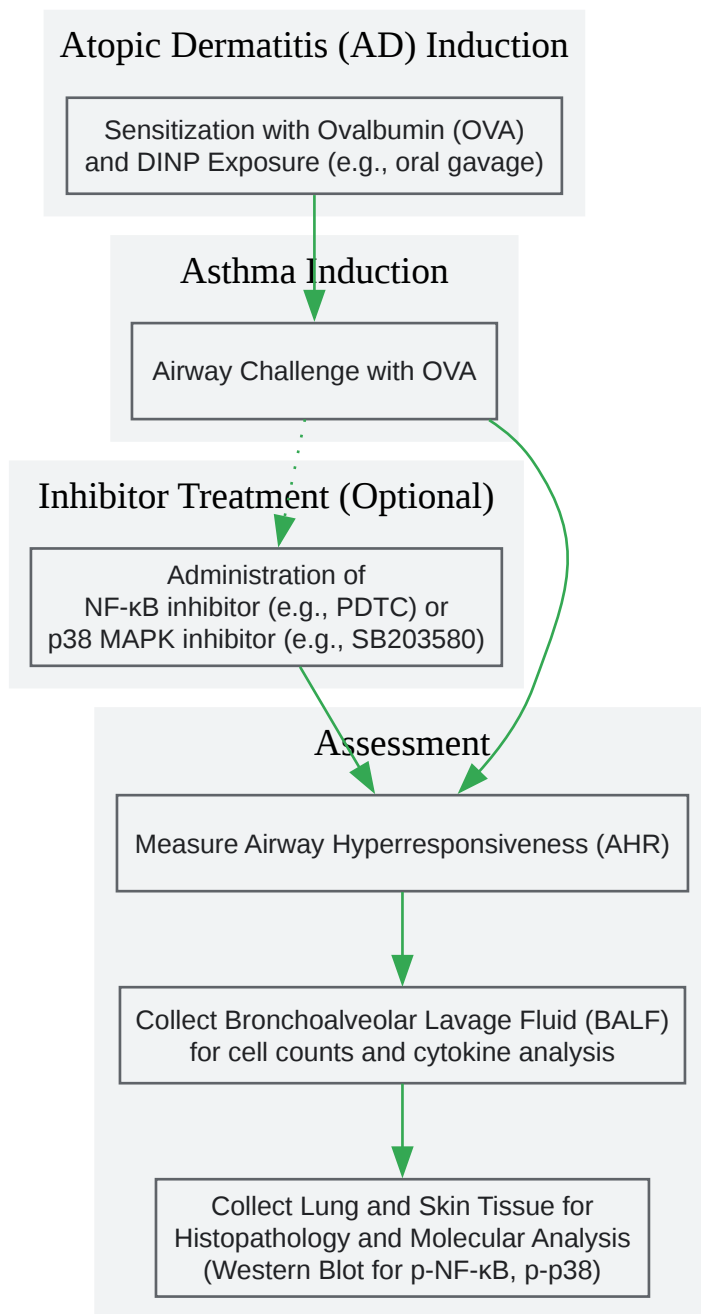 Atopic Dermatitis (AD) Induction
Sensitization with Ovalbumin (OVA)
and DINP Exposure (e.g., oral gavage)
Asthma Induction
Airway Challenge with OVA
Inhibitor Treatment (Optional)
Administration of
NF-κB inhibitor (e.g., PDTC) or
p38 MAPK inhibitor (e.g., SB203580)
Assessment
Measure Airway Hyperresponsiveness (AHR)
Collect Bronchoalveolar Lavage Fluid (BALF)
for cell counts and cytokine analysis
Collect Lung and Skin Tissue for
Histopathology and Molecular Analysis
(Western Blot for p-NF-κB, p-p38)